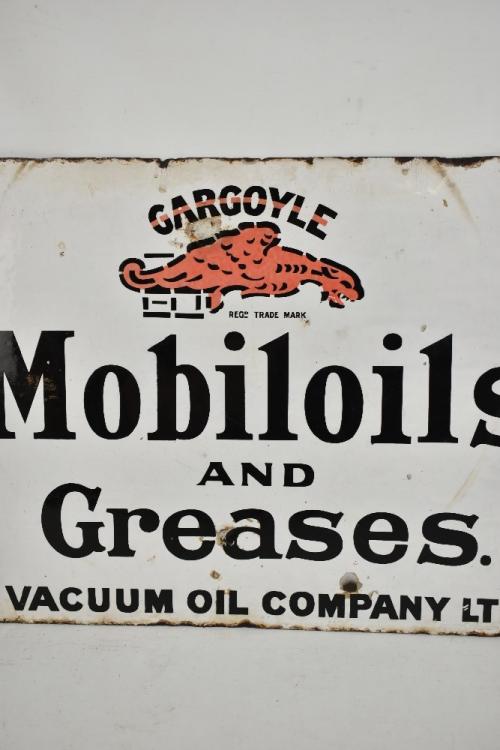 GARGOYLE
REGD TRADE MARK
Mobiloils
AND
Greases.
VACUUM OIL COMPANY LT